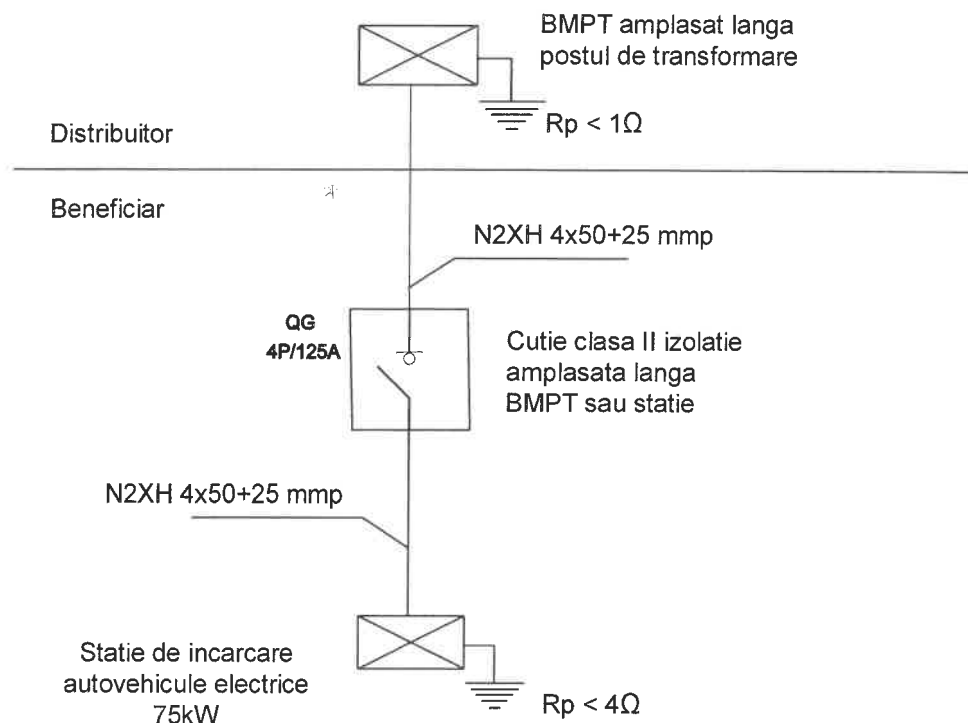 BMPT amplasat langa
postul de transformare
Rp < 1Ω
Distribuitor
Beneficiar
N2XH 4x50+25 mmp
QG
4P/125A
Cutie clasa II izolatie
amplasata langa
BMPT sau statie
N2XH 4x50+25 mmp
Statie de incarcare
autovehicule electrice
75kW
Rp < 4Ω